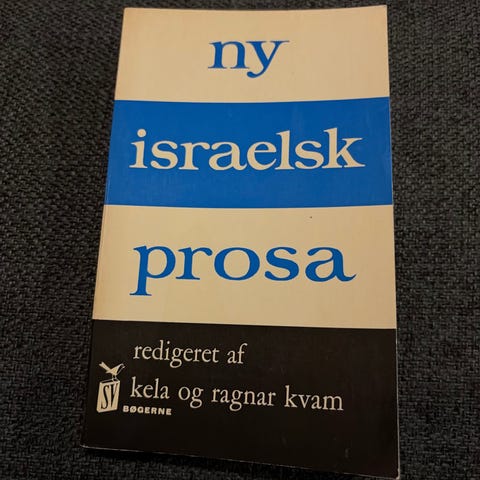 ny
israelsk
prosa
redigeret af
kela og ragnar kvam
SV
BØGERNE